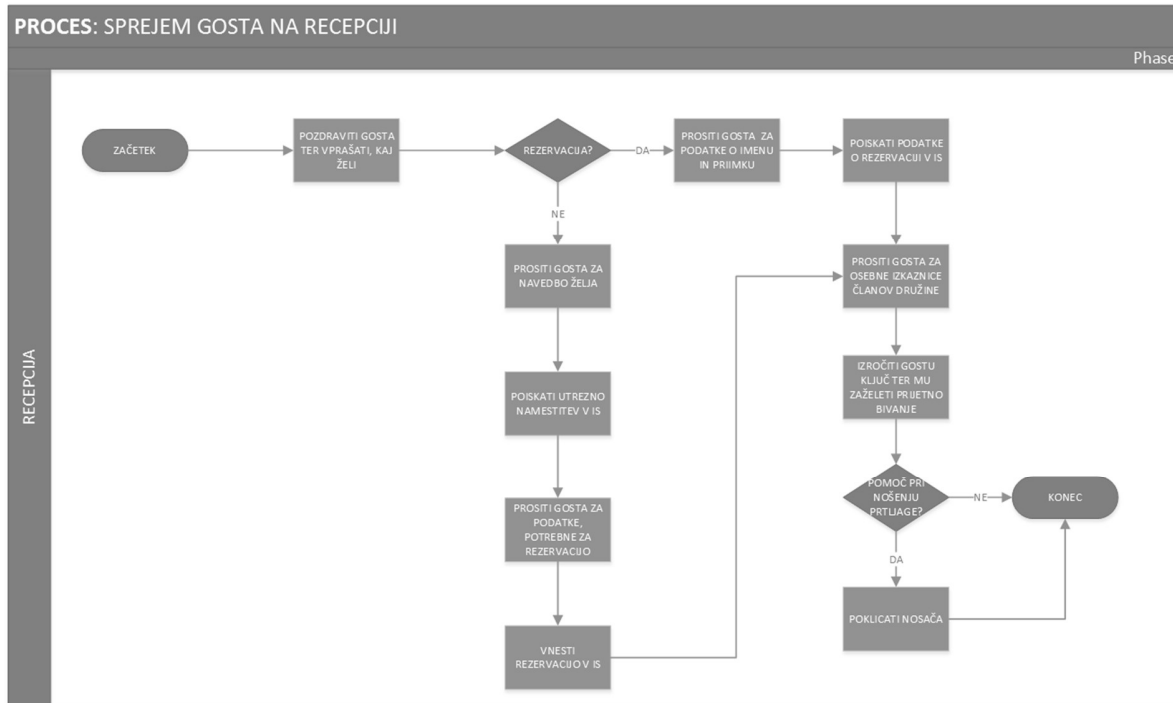 PROCES: SPREJEM GOSTA NA RECEPCIJI
Phase
RECEPCIJA
ZAČETEK
POZDRAVITI GOSTA
TER VPRAŠATI, KAJ
ŽELI
REZERVACIJA?
DA
PROSITI GOSTA ZA
PODATKE O IMENU
IN PRIIMKU
POISKATI PODATKE
O REZERVACIJI V IS
NE
PROSITI GOSTA ZA
NAVEDBO ŽELJA
PROSITI GOSTA ZA
OSEBNE IZKAZNICE
ČLANOV DRUŽINE
POISKATI UTREZNO
NAMESTITEV V IS
IZROČITI GOSTU
KLJUČ TER MU
ZAŽELETI PRIJETNO
BIVANJE
PROSITI GOSTA ZA
PODATKE,
POTREBNE ZA
REZERVACIJO
POMOČ PRI
NOŠENJU
PRTLJAGE?
NE
KONEC
DA
VNESTI
REZERVACIJO V IS
POKLICATI NOSAČA